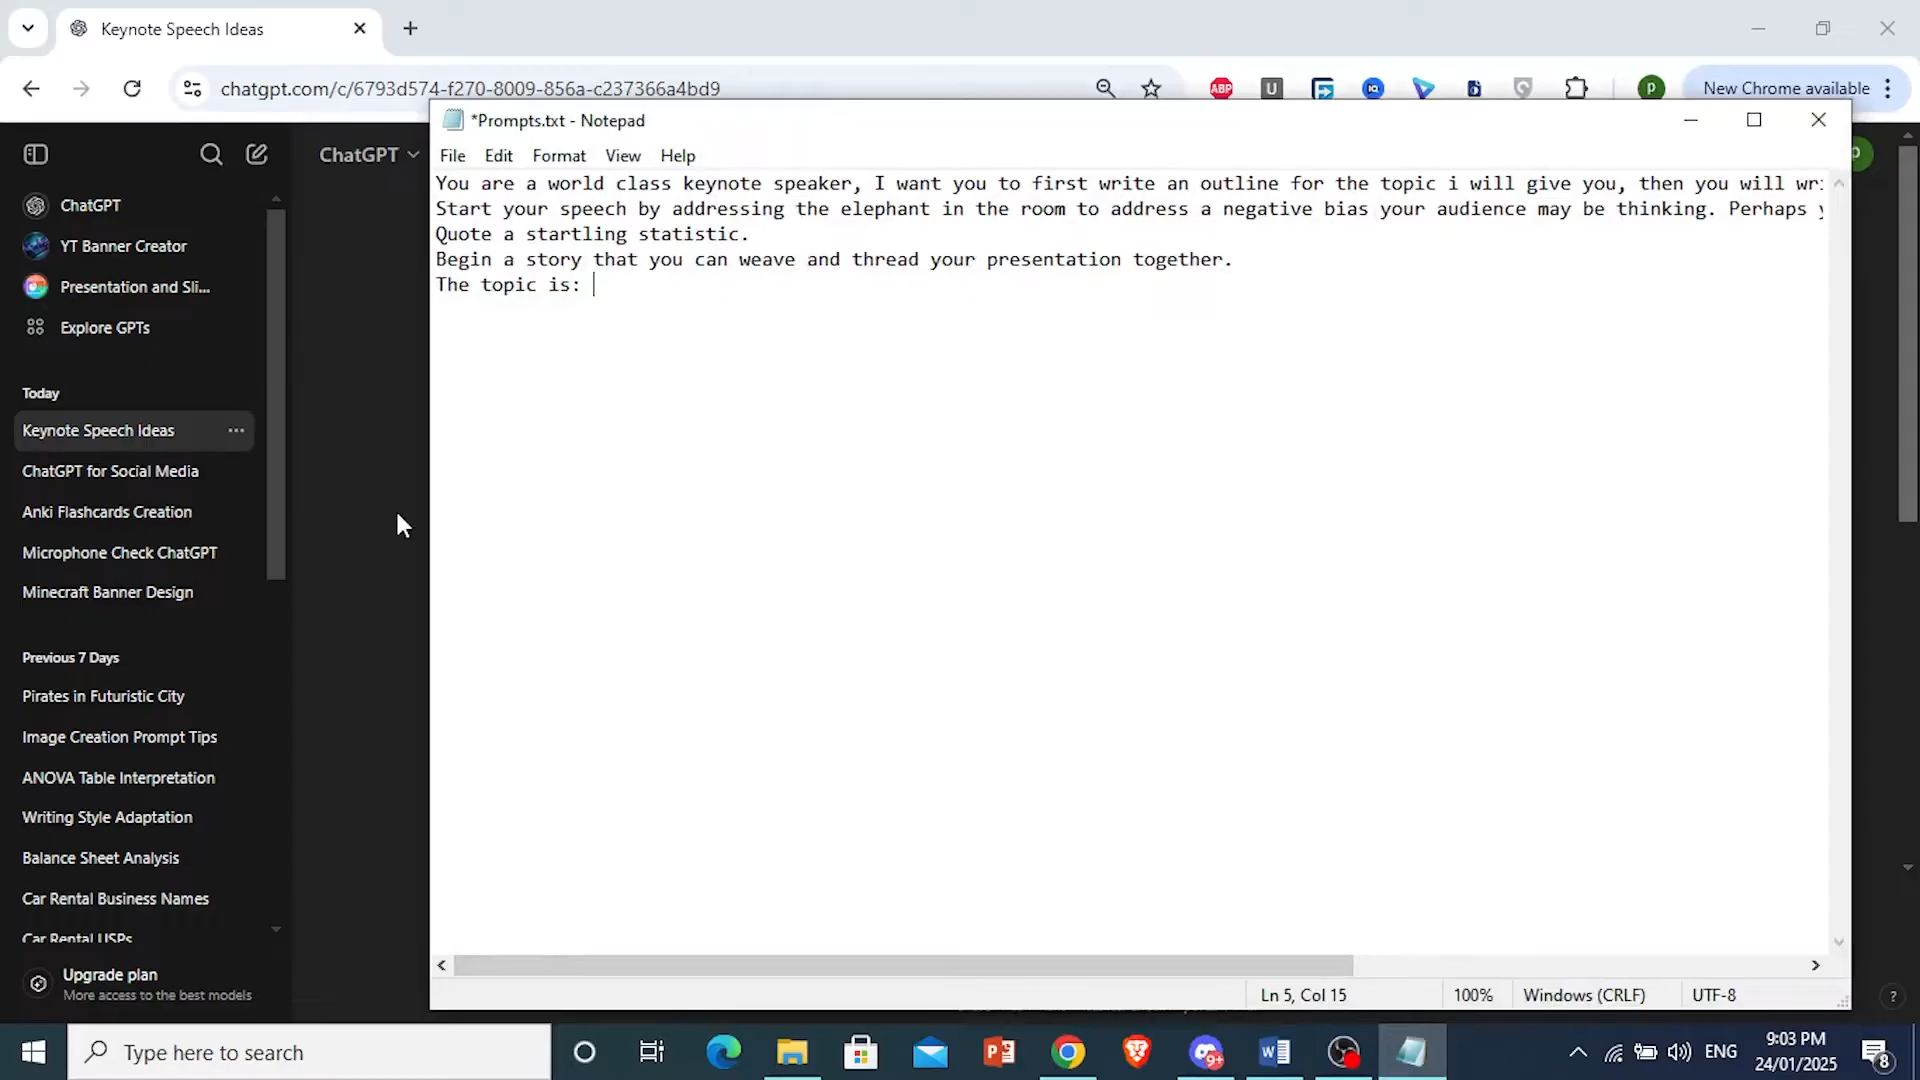 Keynote Speech Ideas
chatgpt.com/c/6793d574-f270-8009-856a-c237366a4bd9
ABP
U
p
New Chrome available
*Prompts.txt - Notepad
File Edit Format View Help
You are a world class keynote speaker, I want you to first write an outline for the topic i will give you, then you will
Start your speech by addressing the elephant in the room to address a negative bias your audience may be thinking. Perhaps
Quote a startling statistic.
Begin a story that you can weave and thread your presentation together.
The topic is:
Ln 5, Col 15
100%
Windows (CRLF)
UTF-8
ChatGPT
p
ChatGPT
YT Banner Creator
Presentation and Sli...
Explore GPTs
Today
Keynote Speech Ideas
ChatGPT for Social Media
Anki Flashcards Creation
Microphone Check ChatGPT
Minecraft Banner Design
Previous 7 Days
Pirates in Futuristic City
Image Creation Prompt Tips
ANOVA Table Interpretation
Writing Style Adaptation
Balance Sheet Analysis
Car Rental Business Names
Car Rental USPs
Upgrade plan
More access to the best models
?
Type here to search
9+
ENG
9:03 PM
24/01/2025
8